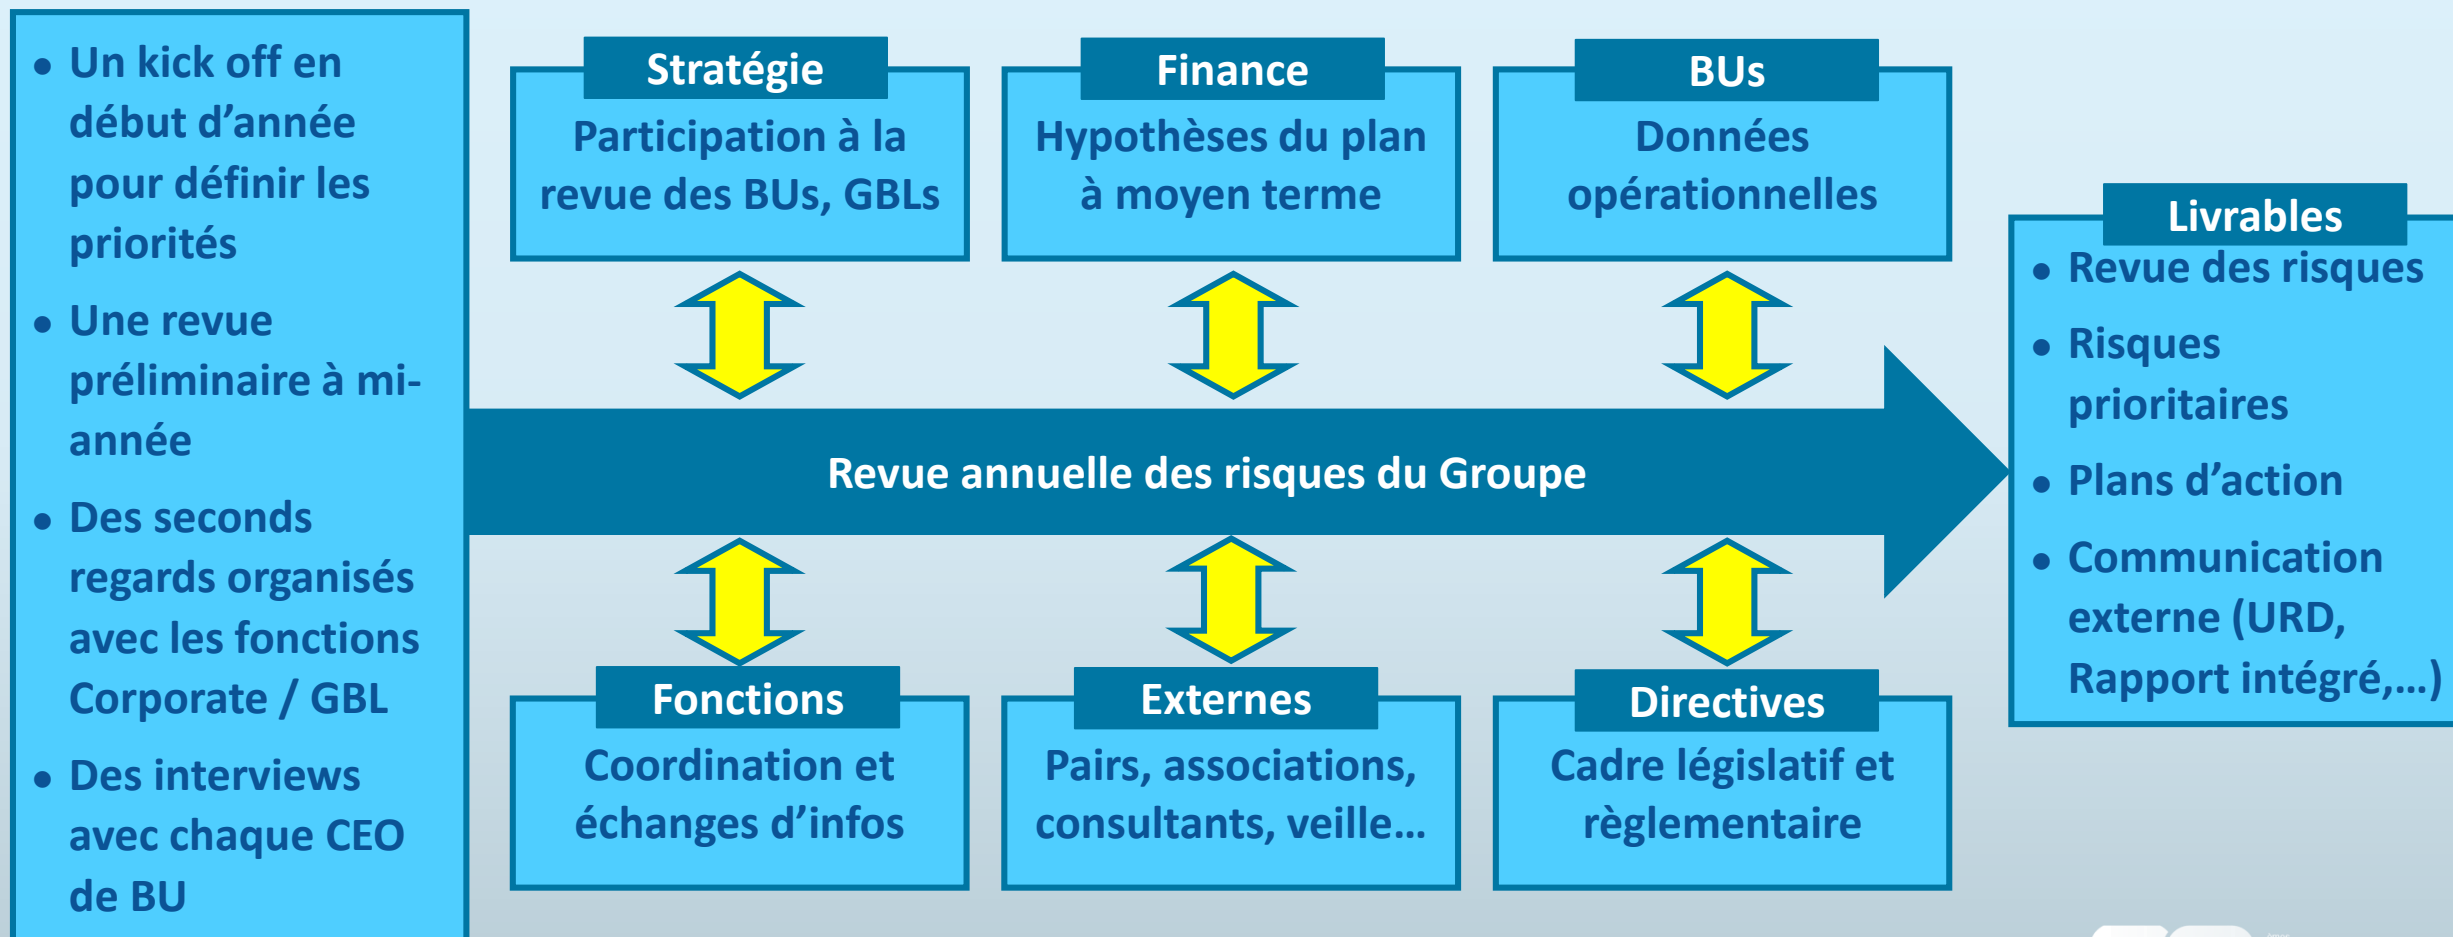 ● Un kick off en
début d’année
pour définir les
priorités
● Une revue
préliminaire à mi-
année
● Des seconds
regards organisés
avec les fonctions
Corporate / GBL
● Des interviews
avec chaque CEO
de BU
Stratégie
Participation à la
revue des BUs, GBLs
Finance
Hypothèses du plan
à moyen terme
BUs
Données
opérationnelles
Revue annuelle des risques du Groupe
Fonctions
Coordination et
échanges d’infos
Externes
Pairs, associations,
consultants, veille…
Directives
Cadre législatif et
règlementaire
Livrables
● Revue des risques
● Risques
prioritaires
● Plans d’action
● Communication
externe (URD,
Rapport intégré,…)